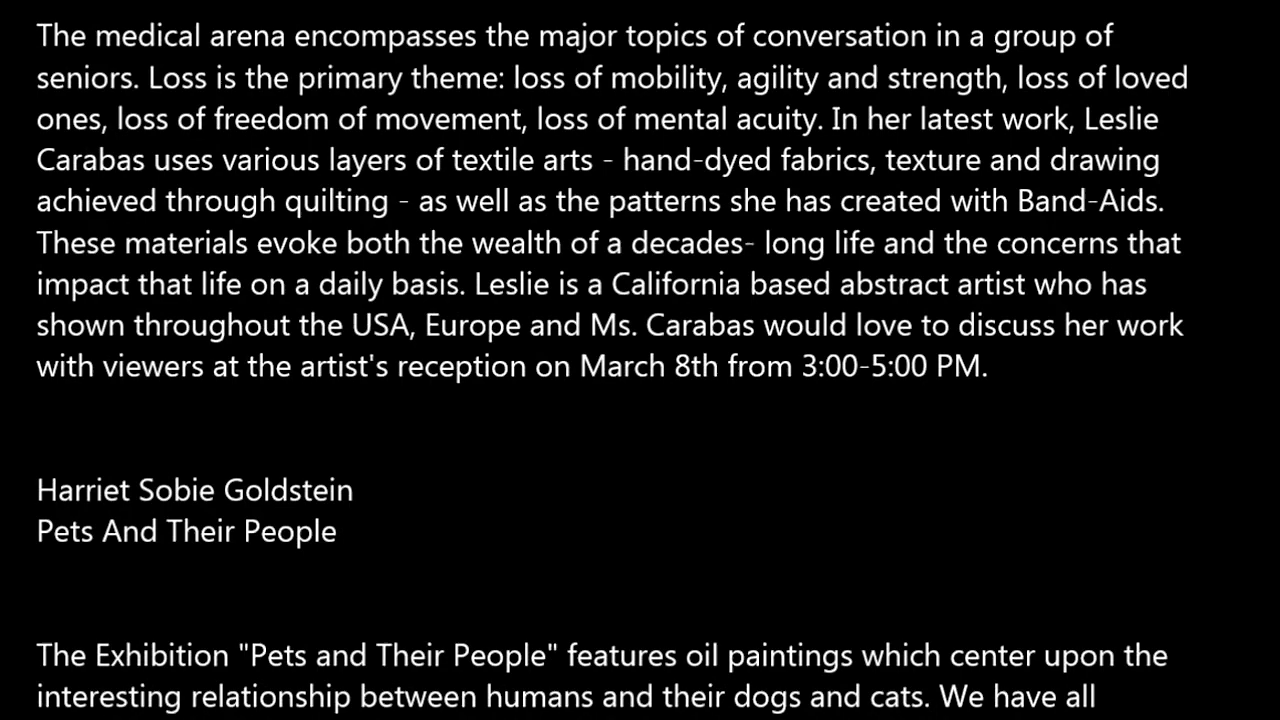 The medical arena encompasses the major topics of conversation in a group of
seniors. Loss is the primary theme: loss of mobility, agility and strength, loss of loved
ones, loss of freedom of movement, loss of mental acuity. In her latest work, Leslie
Carabas uses various layers of textile arts - hand-dyed fabrics, texture and drawing
achieved through quilting - as well as the patterns she has created with Band-Aids.
These materials evoke both the wealth of a decades- long life and the concerns that
impact that life on a daily basis. Leslie is a California based abstract artist who has
shown throughout the USA, Europe and Ms. Carabas would love to discuss her work
with viewers at the artist's reception on March 8th from 3:00-5:00 PM.
Harriet Sobie Goldstein
Pets And Their People
The Exhibition "Pets and Their People" features oil paintings which center upon the
interesting relationship between humans and their dogs and cats. We have all